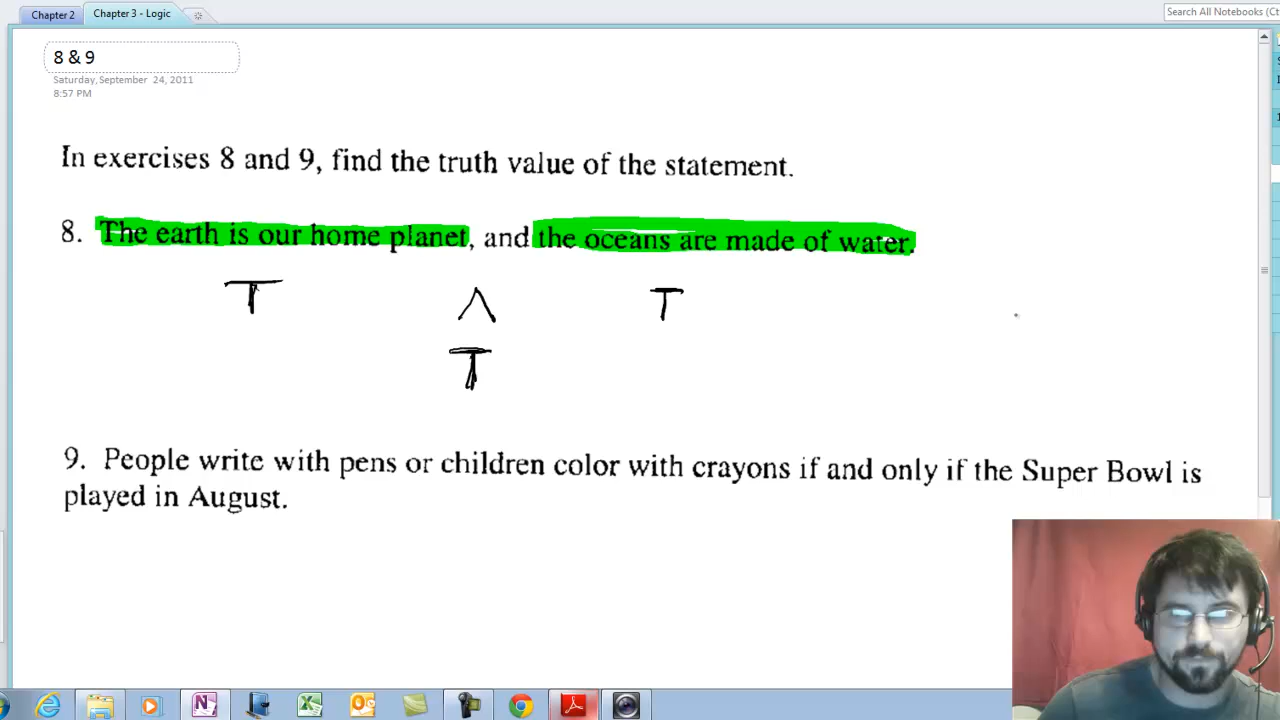 Chapter 2
Chapter 3 - Logic
Search All Notebooks (Ct
8 & 9
Saturday, September 24, 2011
8:57 PM
In exercises 8 and 9, find the truth value of the statement.
8. The earth is our home planet, and the oceans are made of water.
T ∧ T
T
9. People write with pens or children color with crayons if and only if the Super Bowl is
played in August.